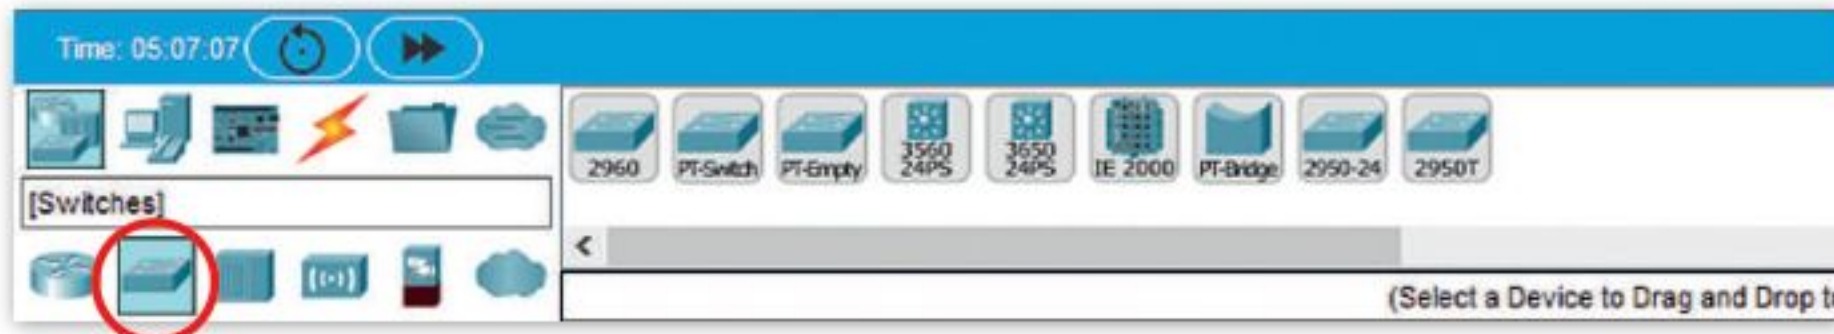 Time: 05:07:07
2960
PT-Switch
PT-Empty
3560
24PS
3650
24PS
IE 2000
PT-Bridge
2950-24
2950T
[Switches]
(Select a Device to Drag and Drop